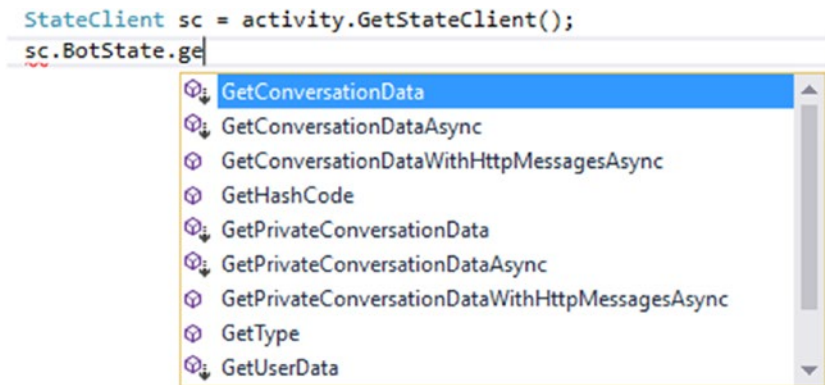 StateClient sc = activity.GetStateClient();
sc.BotState.ge
GetConversationData
GetConversationDataAsync
GetConversationDataWithHttpMessagesAsync
GetHashCode
GetPrivateConversationData
GetPrivateConversationDataAsync
GetPrivateConversationDataWithHttpMessagesAsync
GetType
GetUserData